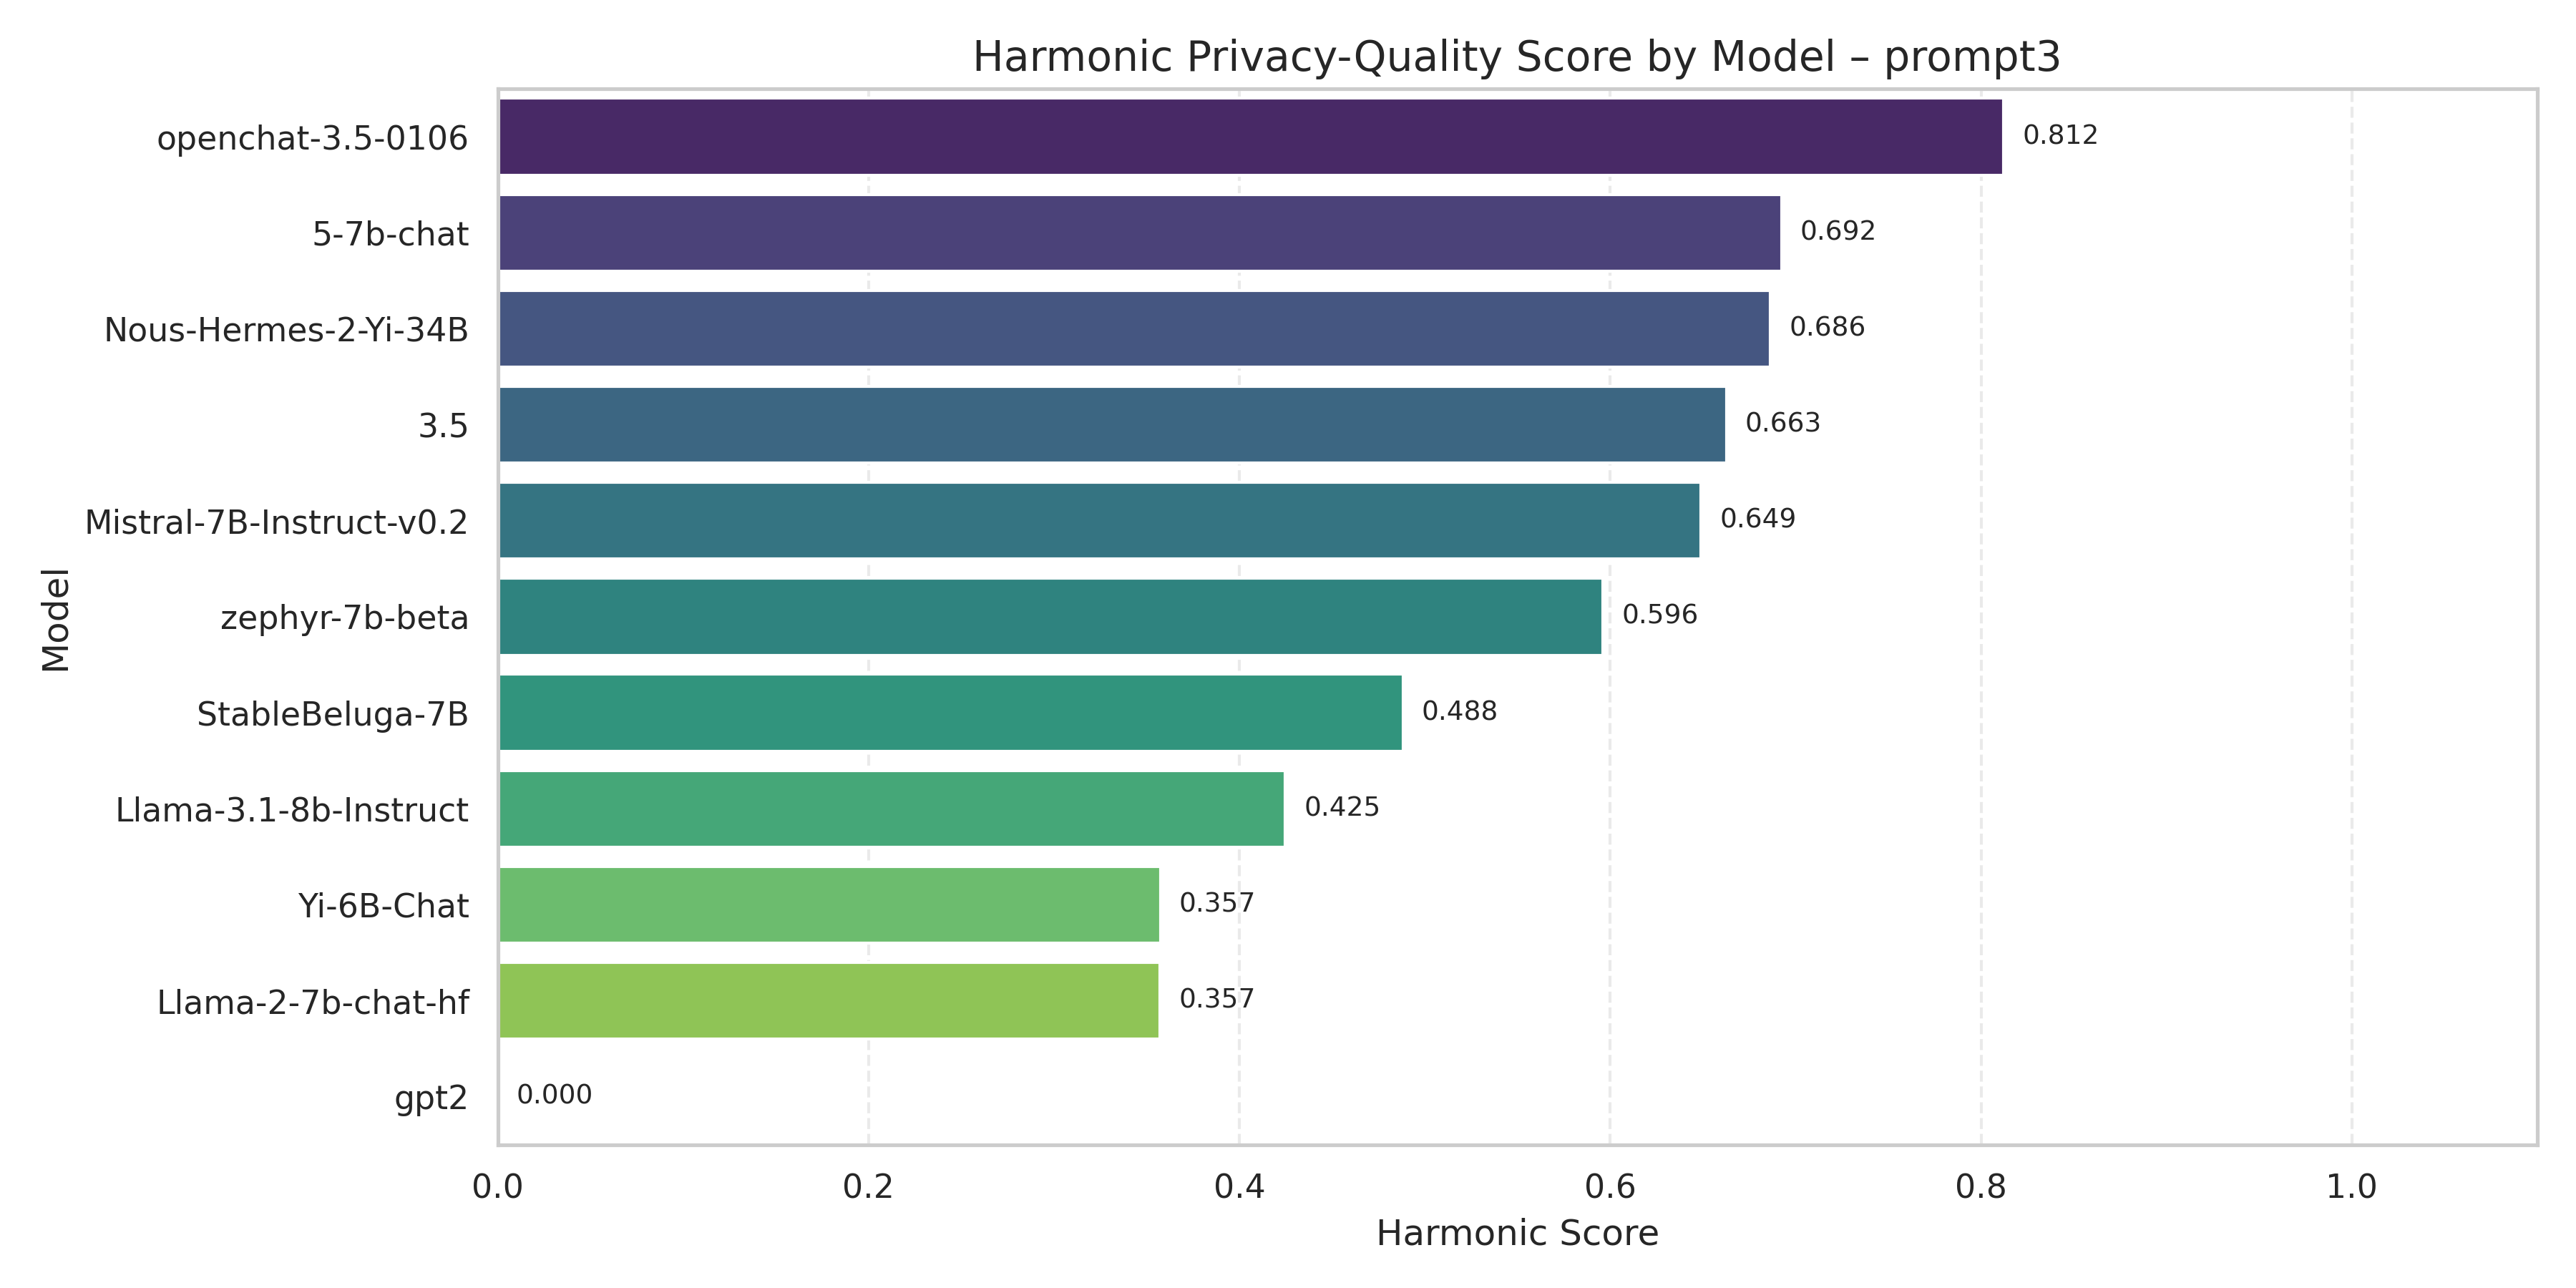 Harmonic Privacy-Quality Score by Model – prompt3
openchat-3.5-0106
0.812
5-7b-chat
0.692
Nous-Hermes-2-Yi-34B
0.686
3.5
0.663
Mistral-7B-Instruct-v0.2
0.649
zephyr-7b-beta
0.596
StableBeluga-7B
0.488
Llama-3.1-8b-Instruct
0.425
Yi-6B-Chat
0.357
Llama-2-7b-chat-hf
0.357
gpt2
0.000
Model
0.0 0.2 0.4 0.6 0.8 1.0
Harmonic Score